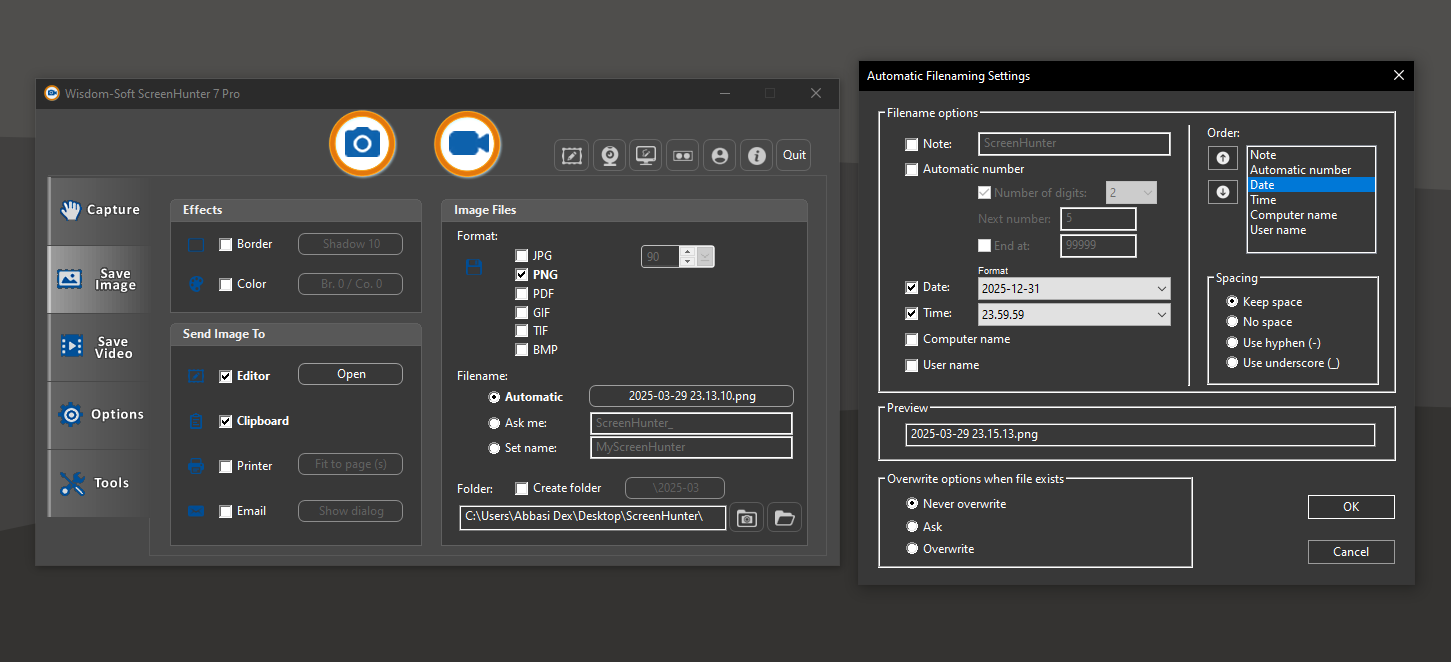 Wisdom-Soft ScreenHunter 7 Pro
Quit
Capture
Save
Image
Save
Video
Options
Tools
Effects
Border
Shadow 10
Color
Br. 0 / Co. 0
Send Image To
Editor
Open
Clipboard
Printer
Fit to page (s)
Email
Show dialog
Image Files
Format:
JPG
90
PNG
PDF
GIF
TIF
BMP
Filename:
Automatic
2025-03-29 23.13.10.png
Ask me:
ScreenHunter_
Set name:
MyScreenHunter
Folder:
Create folder
\2025-03
C:\Users\Abbasi Dex\Desktop\ScreenHunter\
Automatic Filenaming Settings
Filename options
Note:
ScreenHunter
Automatic number
Number of digits:
2
Next number:
5
End at:
99999
Format
Date:
2025-12-31
Time:
23.59.59
Computer name
User name
Order:
Note
Automatic number
Date
Time
Computer name
User name
Spacing
Keep space
No space
Use hyphen (-)
Use underscore (_)
Preview
2025-03-29 23.15.13.png
Overwrite options when file exists
Never overwrite
Ask
Overwrite
OK
Cancel